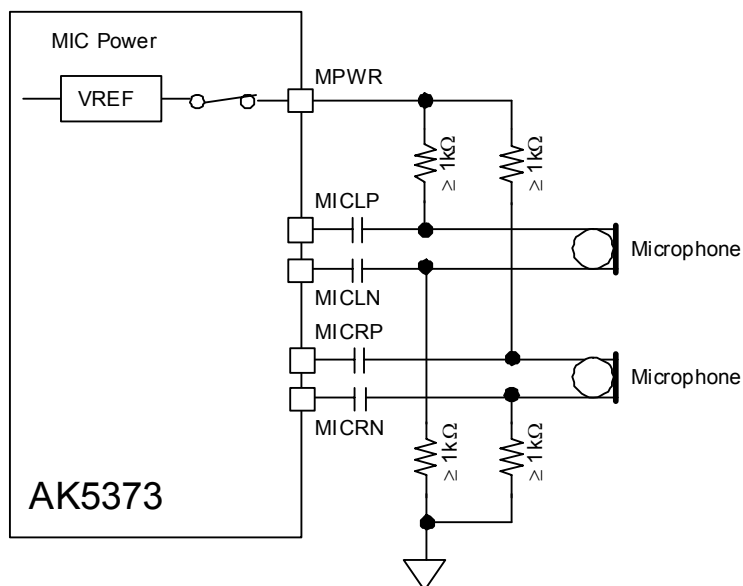 MIC Power
VREF
MPWR
≥ 1kΩ
≥ 1kΩ
MICLP
Microphone
MICLN
MICRP
Microphone
MICRN
≥ 1kΩ
≥ 1kΩ
AK5373